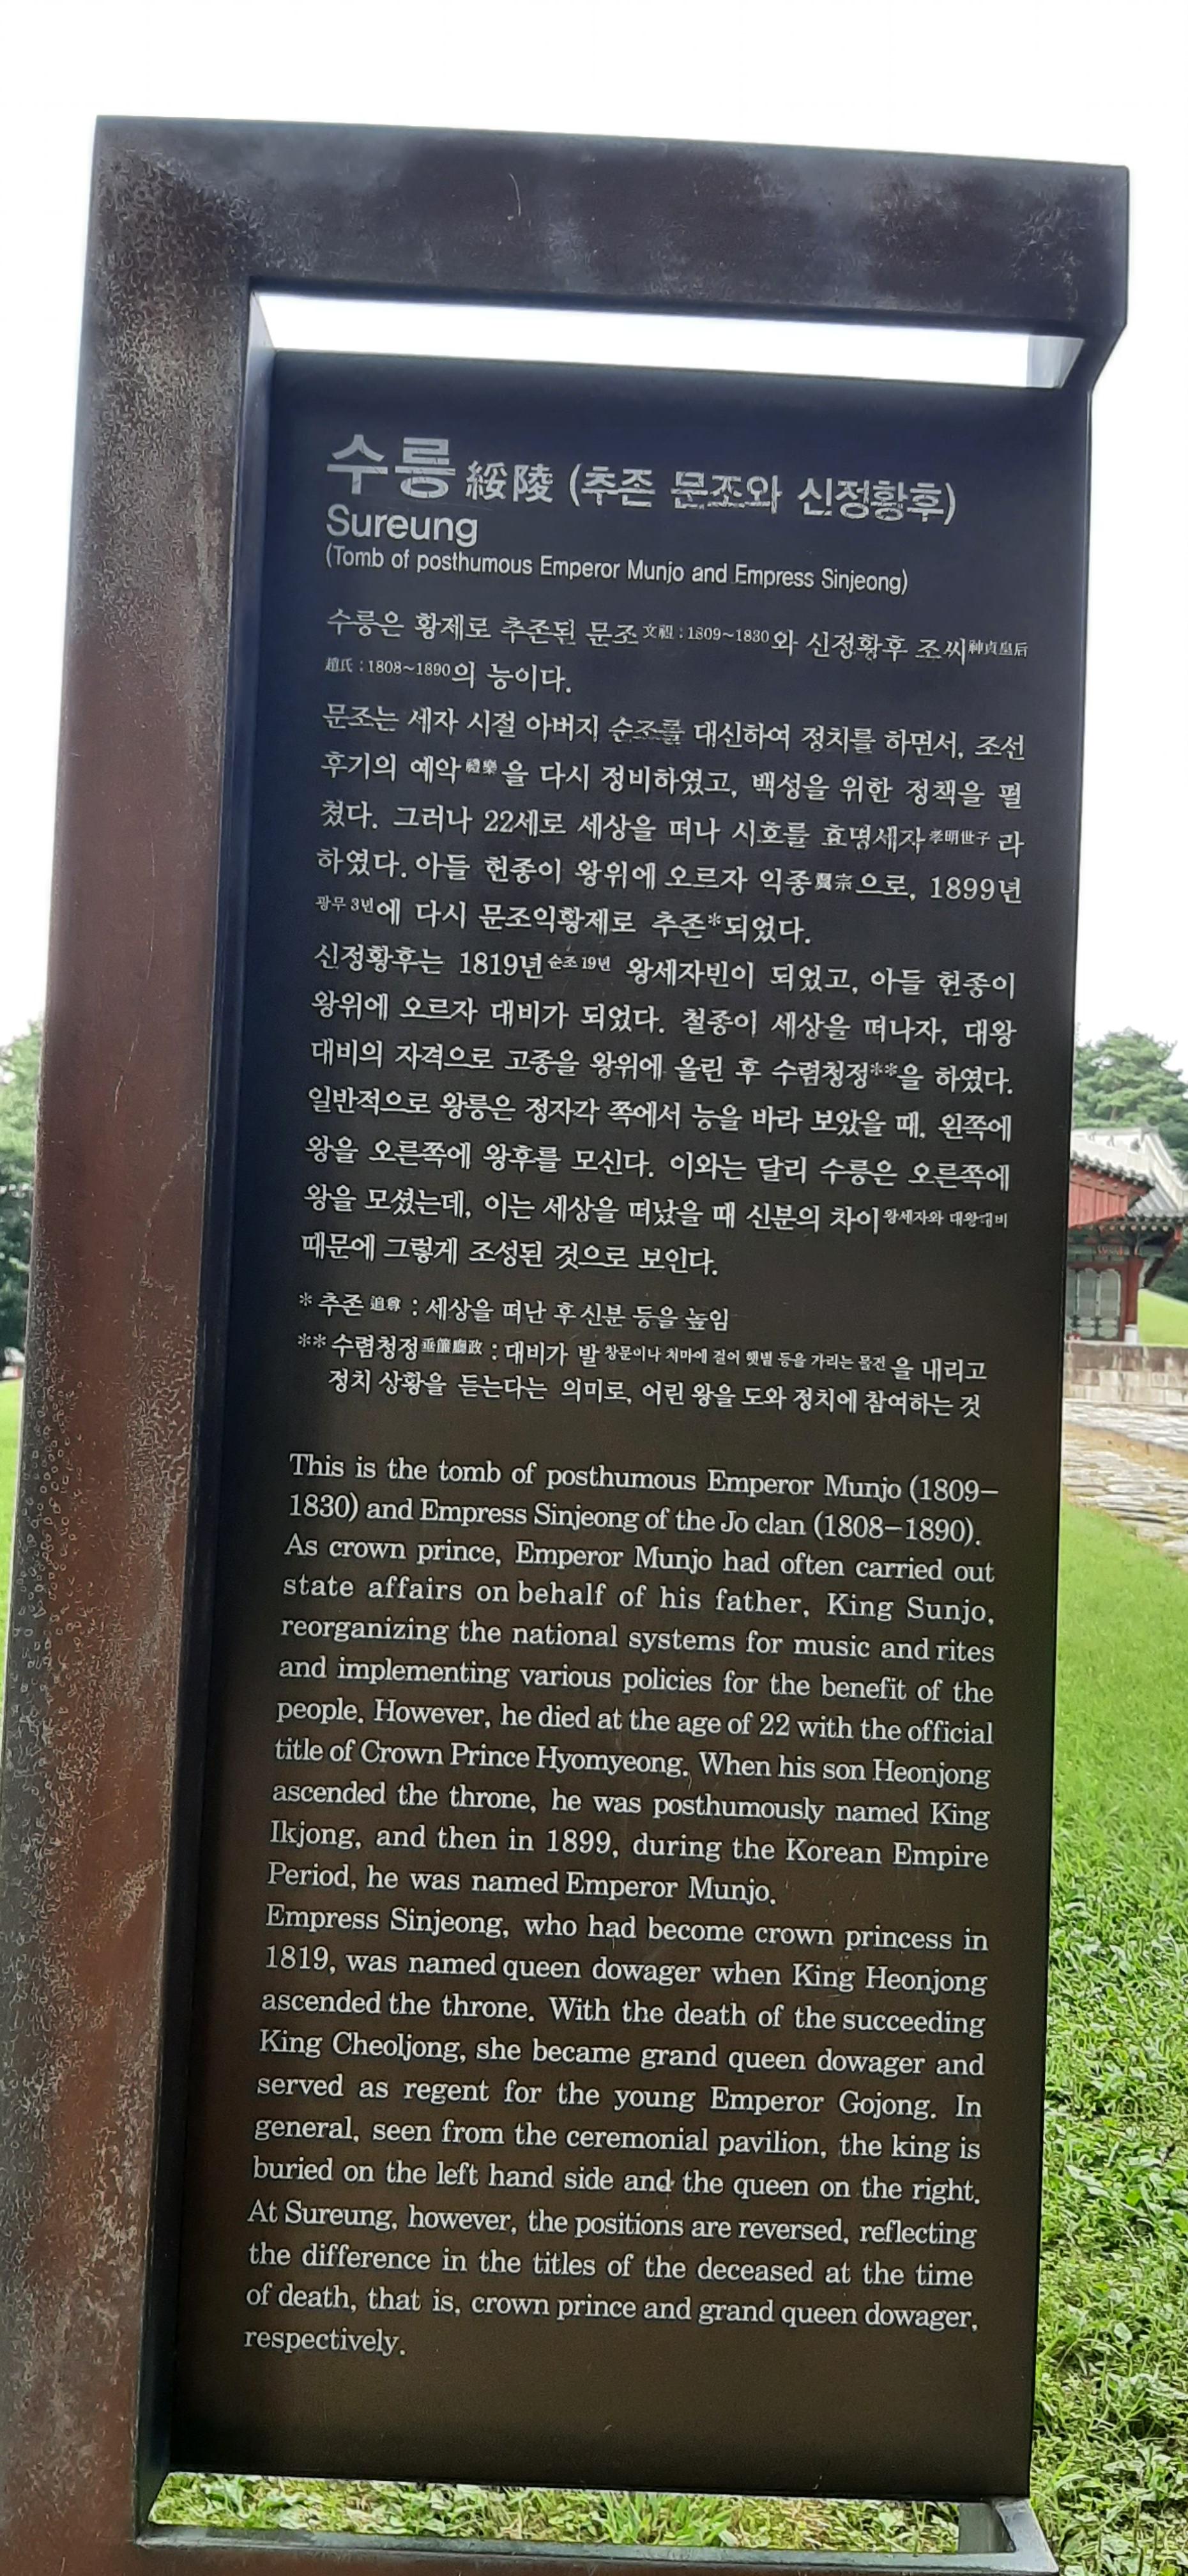 수릉 綏陵 (추존 문조와 신정황후)
Sureung
(Tomb of posthumous Emperor Munjo and Empress Sinjeong)
수릉은 황제로 추존된 문조 文祖 : 1809~1830와 신정황후 조씨神貞皇后
趙氏 : 1808~1890의 능이다.
문조는 세자 시절 아버지 순조를 대신하여 정치를 하면서, 조선
후기의 예악禮樂을 다시 정비하였고, 백성을 위한 정책을 펼
쳤다. 그러나 22세로 세상을 떠나 시호를 효명세자孝明世子라
하였다. 아들 헌종이 왕위에 오르자 익종翼宗으로, 1899년
광무 3년에 다시 문조익황제로 추존*되었다.
신정황후는 1819년순조 19년 왕세자빈이 되었고, 아들 헌종이
왕위에 오르자 대비가 되었다. 철종이 세상을 떠나자, 대왕
대비의 자격으로 고종을 왕위에 올린 후 수렴청정**을 하였다.
일반적으로 왕릉은 정자각 쪽에서 능을 바라 보았을 때, 왼쪽에
왕을 오른쪽에 왕후를 모신다. 이와는 달리 수릉은 오른쪽에
왕을 모셨는데, 이는 세상을 떠났을 때 신분의 차이왕세자와 대왕대비
때문에 그렇게 조성된 것으로 보인다.
* 추존 追尊 : 세상을 떠난 후 신분 등을 높임
** 수렴청정垂簾廳政 : 대비가 발 창문이나 처마에 걸어 햇볕 등을 가리는 물건 을 내리고
정치 상황을 듣는다는 의미로, 어린 왕을 도와 정치에 참여하는 것
This is the tomb of posthumous Emperor Munjo (1809-
1830) and Empress Sinjeong of the Jo clan (1808-1890).
As crown prince, Emperor Munjo had often carried out
state affairs on behalf of his father, King Sunjo,
reorganizing the national systems for music and rites
and implementing various policies for the benefit of the
people. However, he died at the age of 22 with the official
title of Crown Prince Hyomyeong. When his son Heonjong
ascended the throne, he was posthumously named King
Ikjong, and then in 1899, during the Korean Empire
Period, he was named Emperor Munjo.
Empress Sinjeong, who had become crown princess in
1819, was named queen dowager when King Heonjong
ascended the throne. With the death of the succeeding
King Cheoljong, she became grand queen dowager and
served as regent for the young Emperor Gojong. In
general, seen from the ceremonial pavilion, the king is
buried on the left hand side and the queen on the right.
At Sureung, however, the positions are reversed, reflecting
the difference in the titles of the deceased at the time
of death, that is, crown prince and grand queen dowager,
respectively.